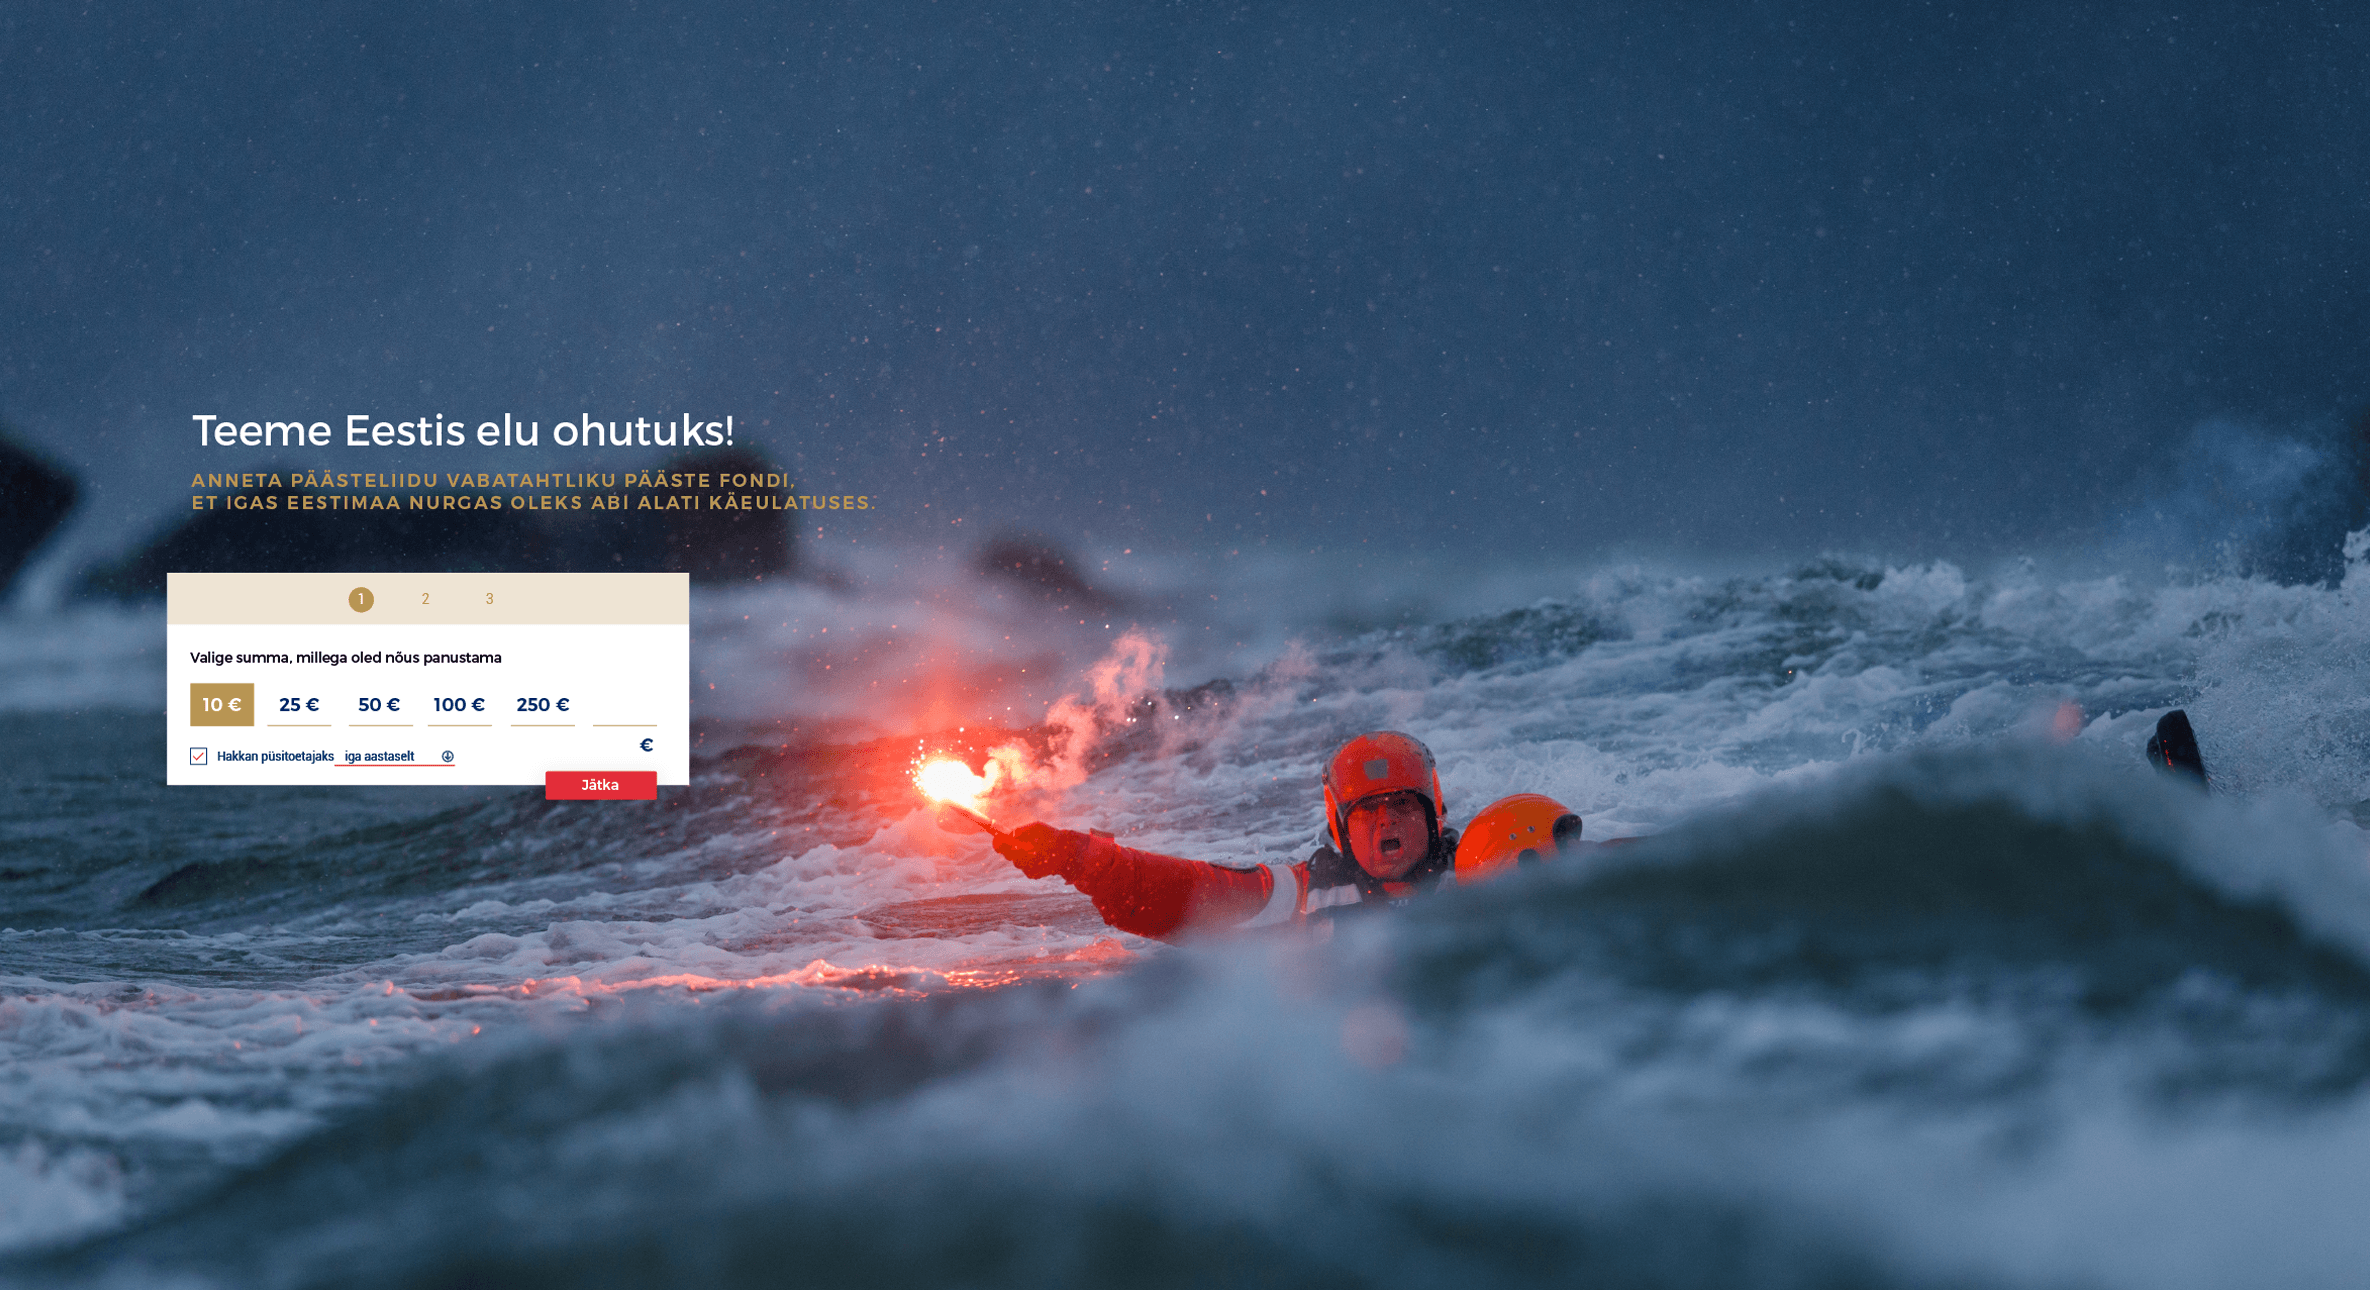 Teeme Eestis elu ohutuks!
ANNETA PÄÄSTELIIDU VABATAHTLIKU PÄÄSTE FONDI,
ET IGAS EESTIMAA NURGAS OLEKS ABI ALATI KÄEULATUSES.
1 2 3
Valige summa, millega oled nõus panustama
10 € 25 € 50 € 100 € 250 €
€
Hakkan püsitoetajaks iga aastaselt
Jätka